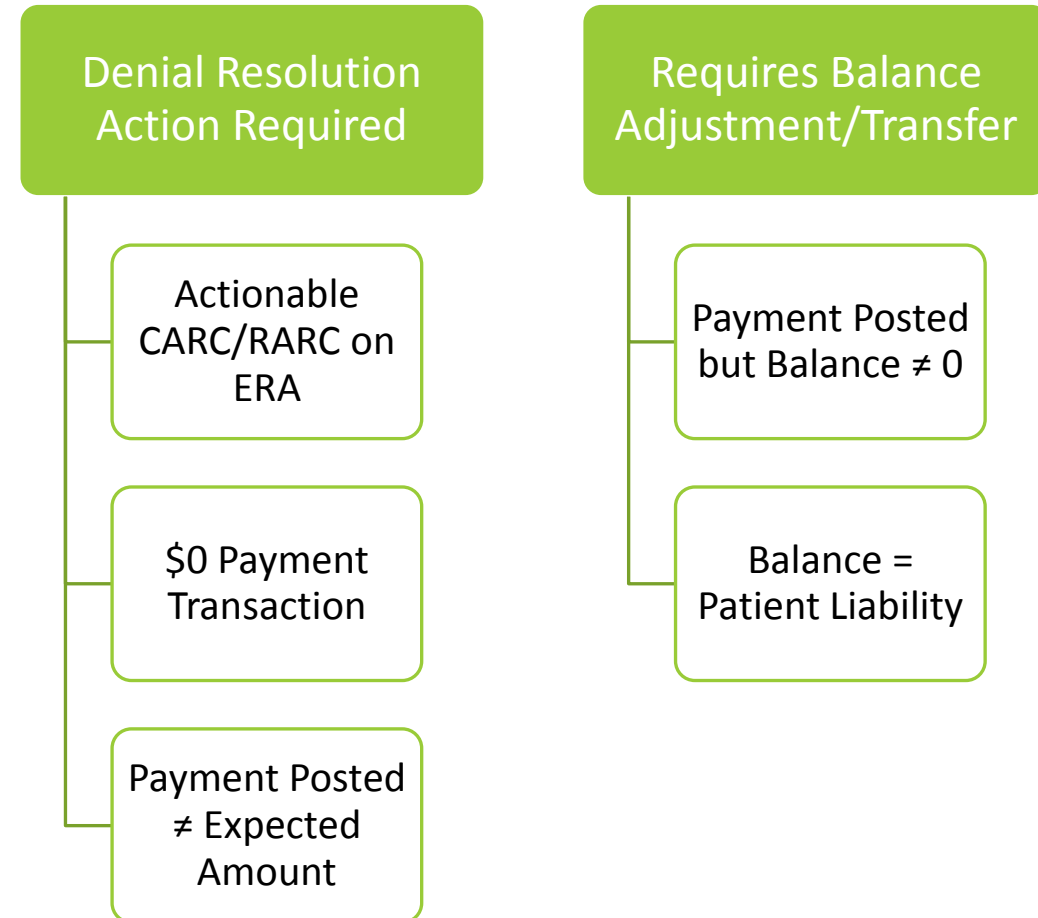 Denial Resolution
Action Required
Actionable
CARC/RARC on
ERA
$0 Payment
Transaction
Payment Posted
≠ Expected
Amount
Requires Balance
Adjustment/Transfer
Payment Posted
but Balance ≠ 0
Balance =
Patient Liability